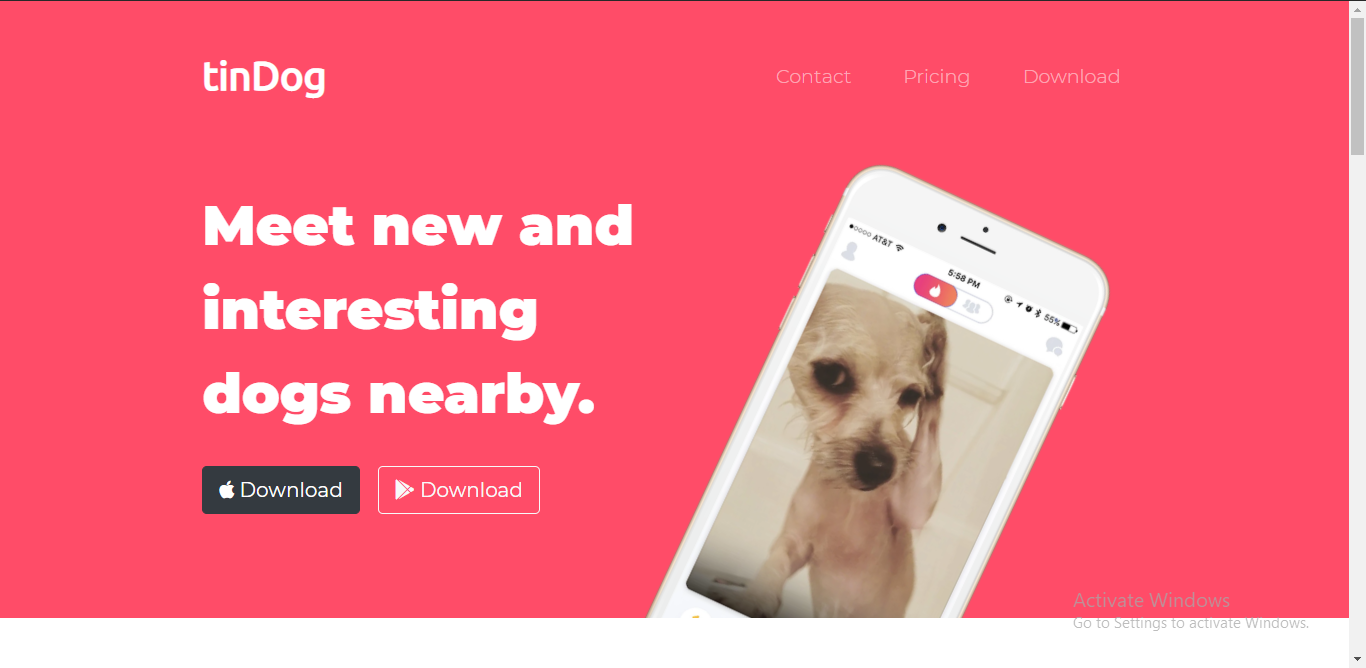 tinDog
Contact Pricing Download
Meet new and
interesting
dogs nearby.
Download Download
AT&T
5:58 PM
55%
Activate Windows
Go to Settings to activate Windows.